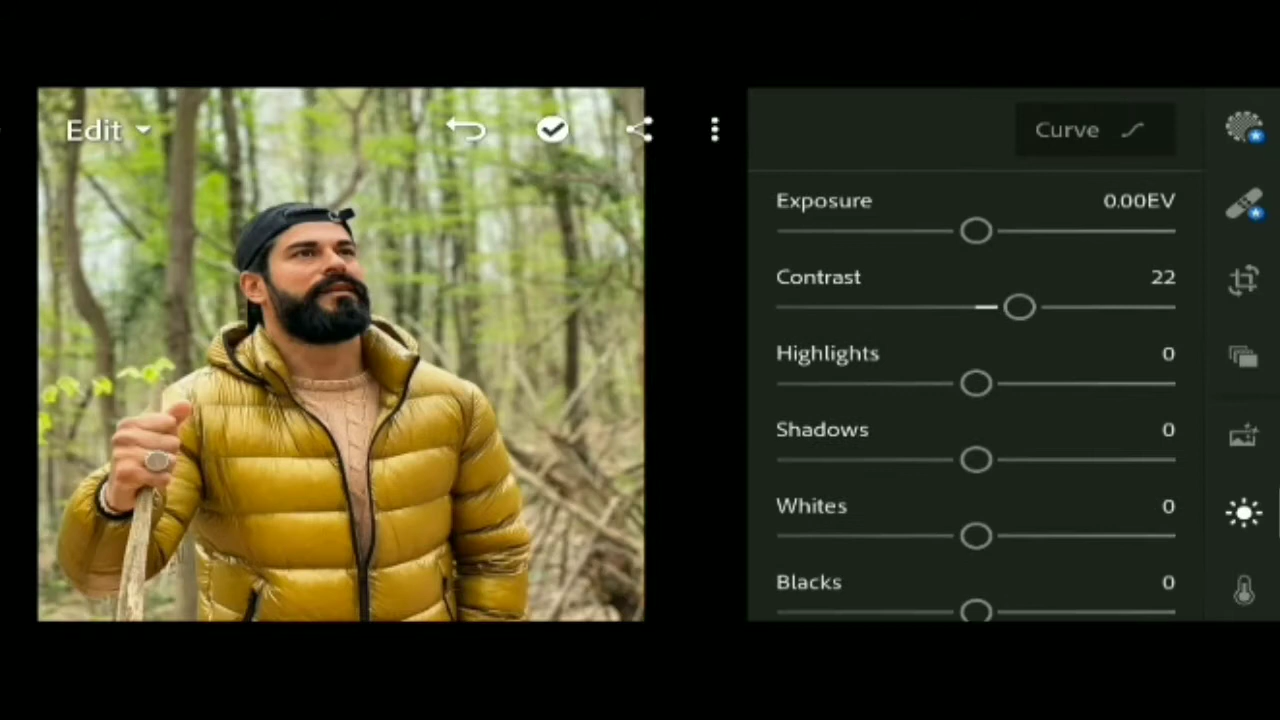 Edit
Curve
Exposure 0.00EV
Contrast 22
Highlights 0
Shadows 0
Whites 0
Blacks 0